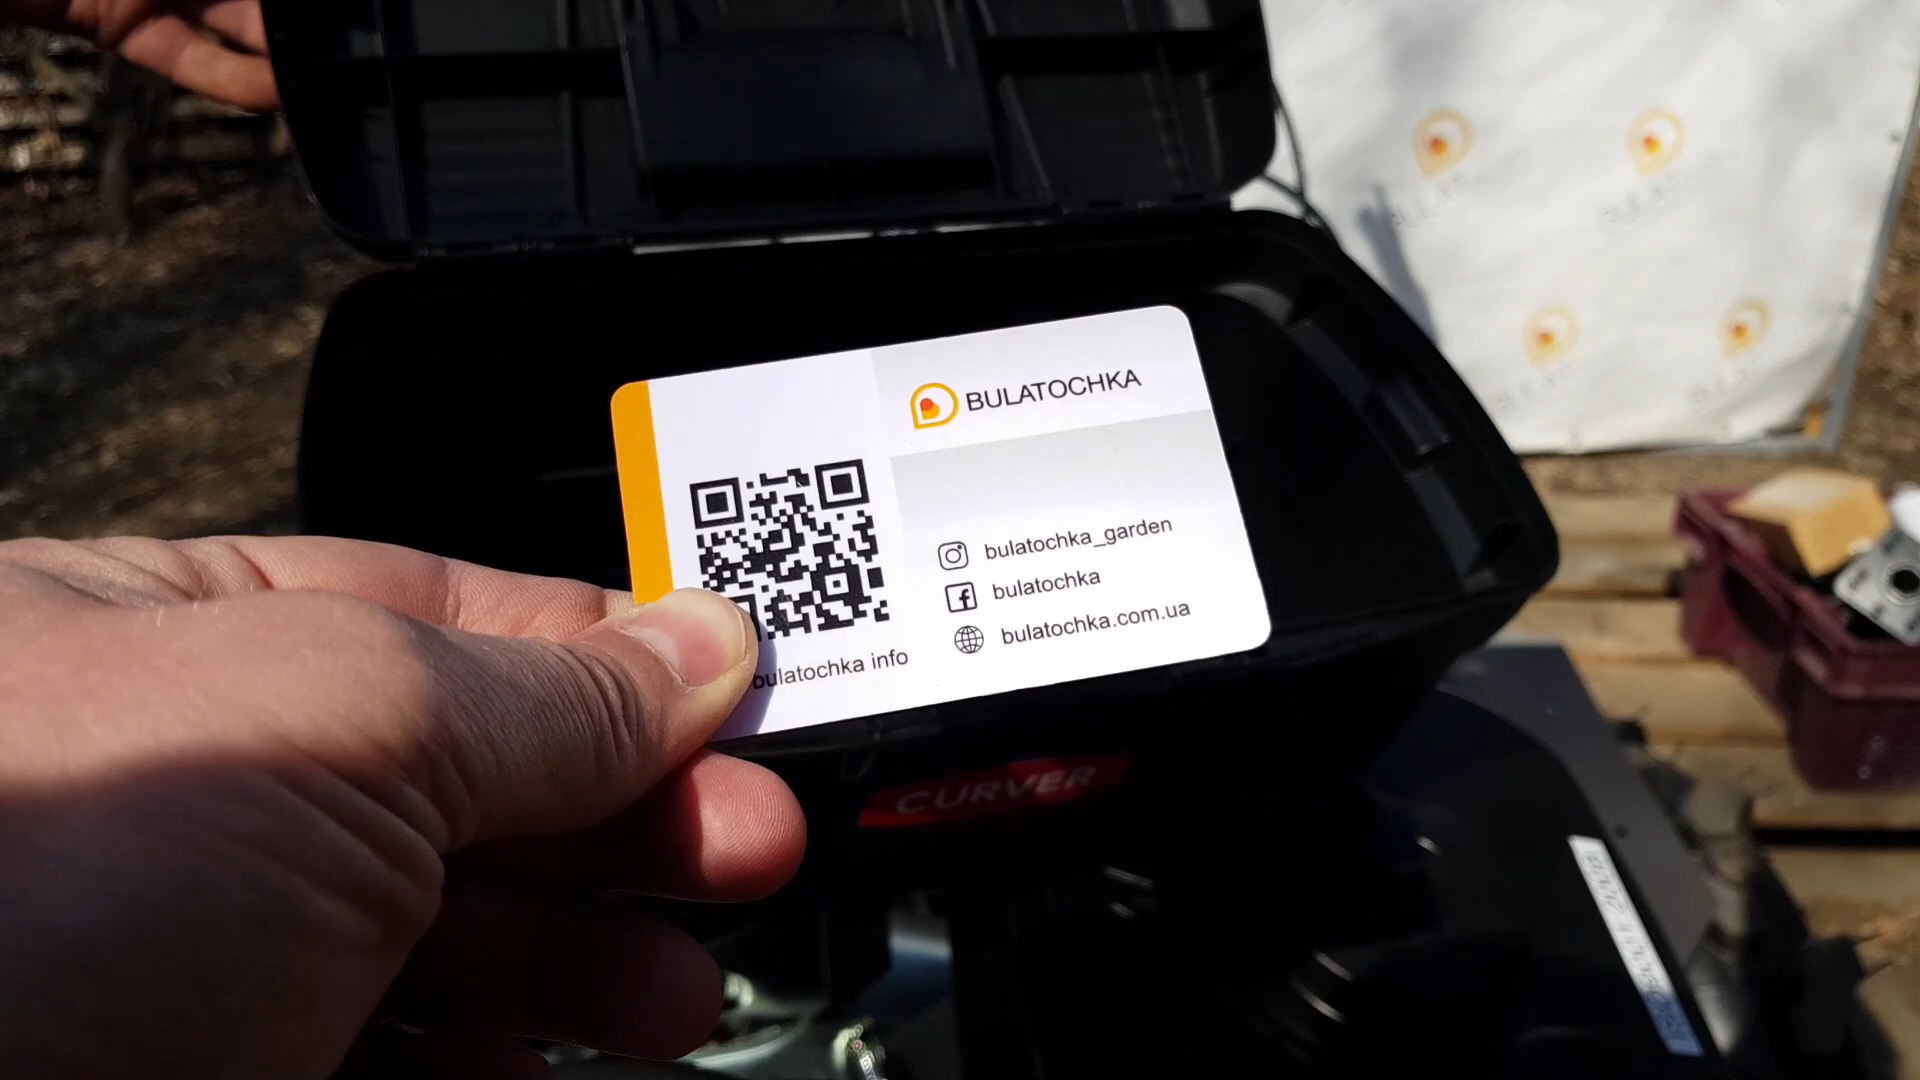 BULATOCHKA
bulatochka_garden
bulatochka
bulatochka.com.ua
bulatochka info
CURVER